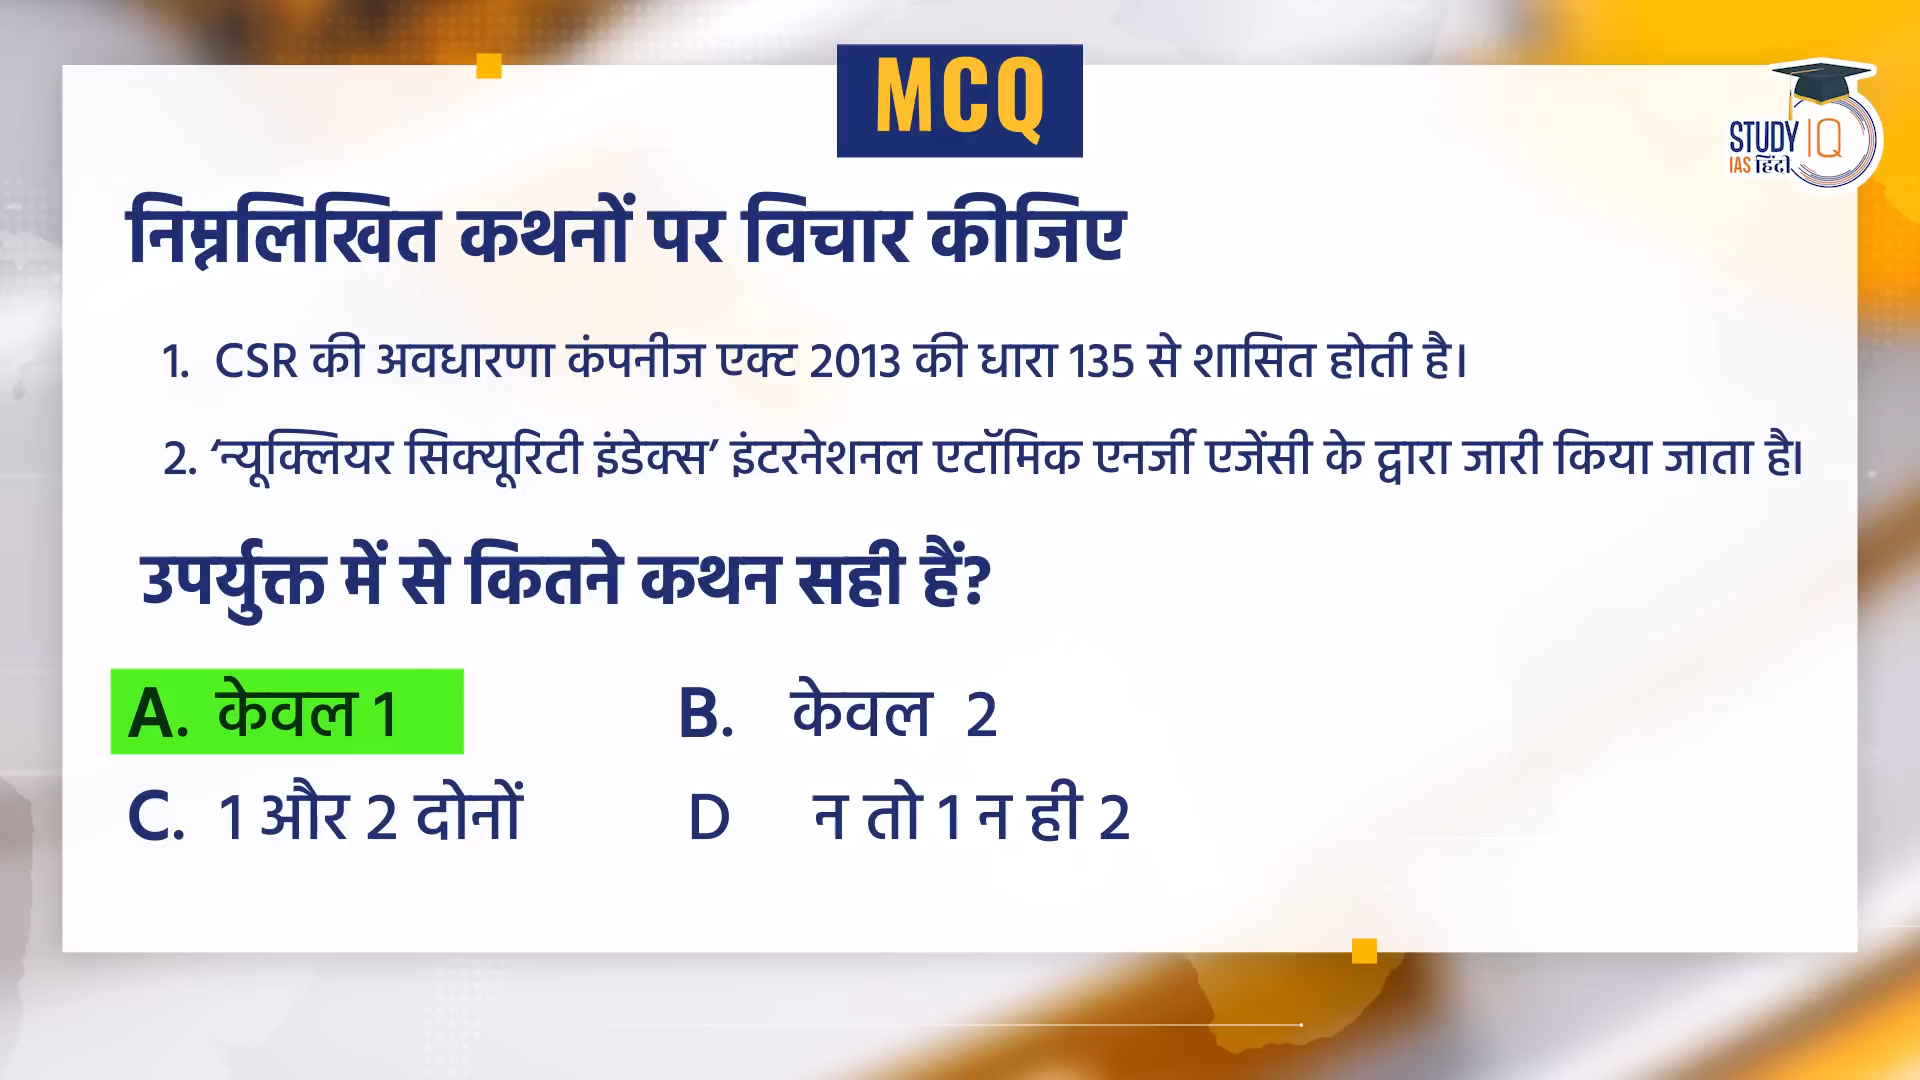 MCQ
STUDY IQ
IAS हिंदी
निम्नलिखित कथनों पर विचार कीजिए
1. CSR की अवधारणा कंपनीज एक्ट 2013 की धारा 135 से शासित होती है।
2. ‘न्यूक्लियर सिक्यूरिटी इंडेक्स’ इंटरनेशनल एटॉमिक एनर्जी एजेंसी के द्वारा जारी किया जाता है।
उपर्युक्त में से कितने कथन सही हैं?
A. केवल 1 B. केवल 2
C. 1 और 2 दोनों D न तो 1 न ही 2